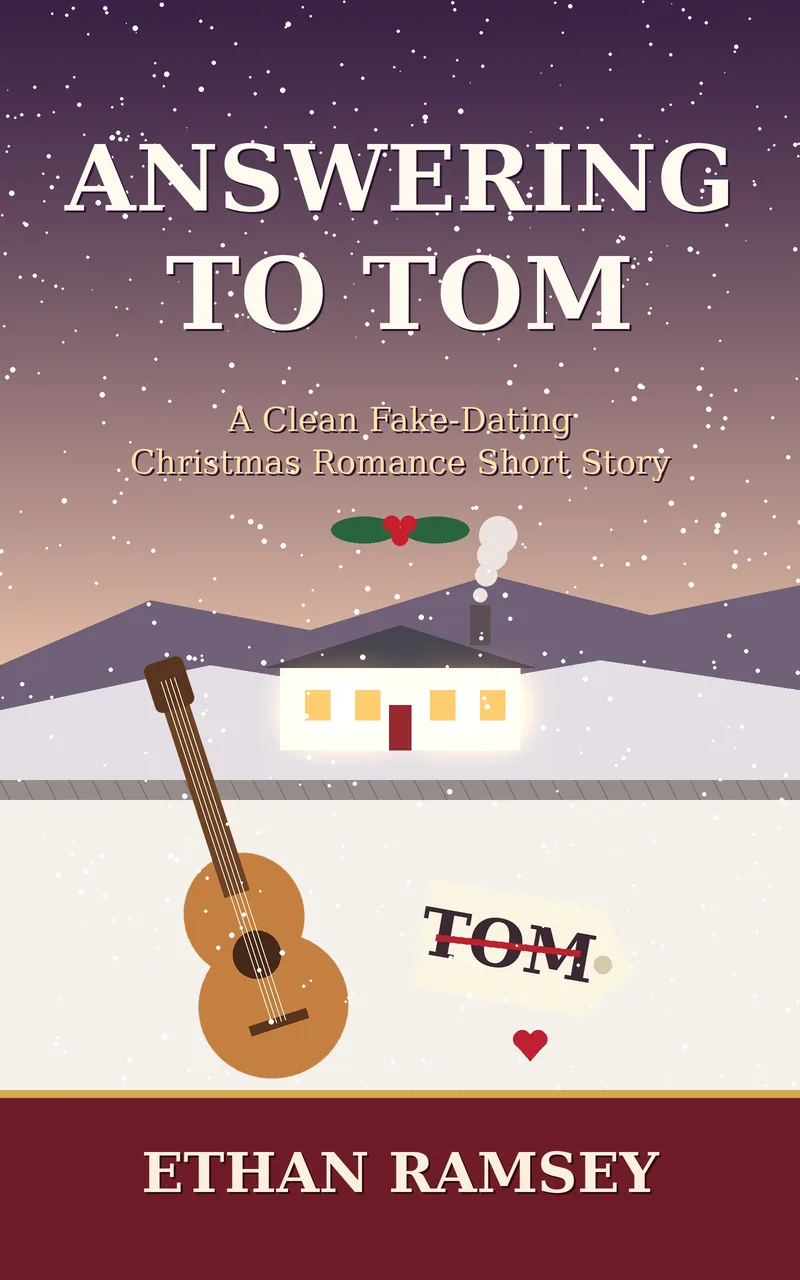 ANSWERING
TO TOM
A Clean Fake-Dating
Christmas Romance Short Story
TOM
ETHAN RAMSEY